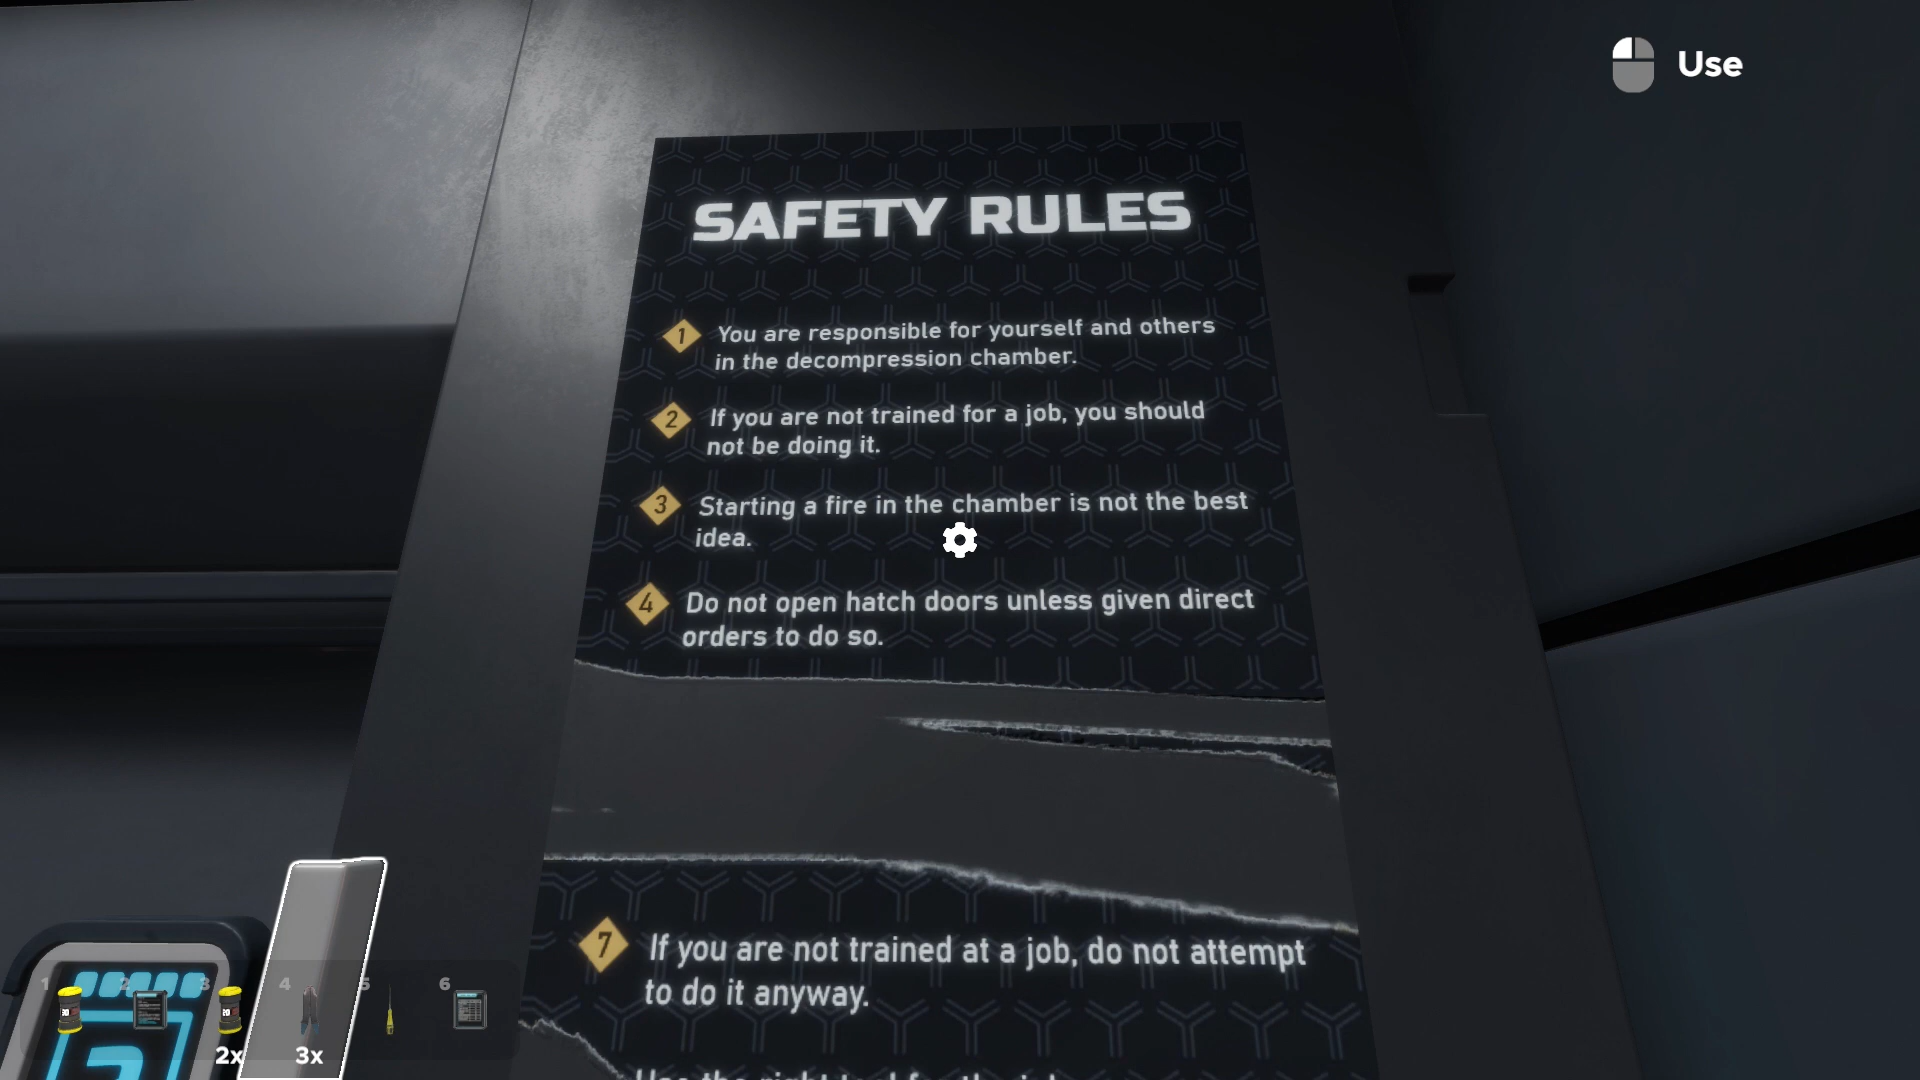 Use
SAFETY RULES
1
You are responsible for yourself and others
in the decompression chamber.
2
If you are not trained for a job, you should
not be doing it.
3
Starting a fire in the chamber is not the best
idea.
4
Do not open hatch doors unless given direct
orders to do so.
7
If you are not trained at a job, do not attempt
to do it anyway.
1 2 3 4 5 6
2x 3x